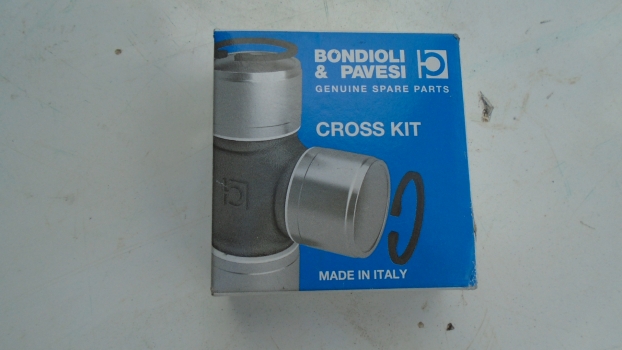 BONDIOLI
& PAVESI
GENUINE SPARE PARTS
CROSS KIT
MADE IN ITALY